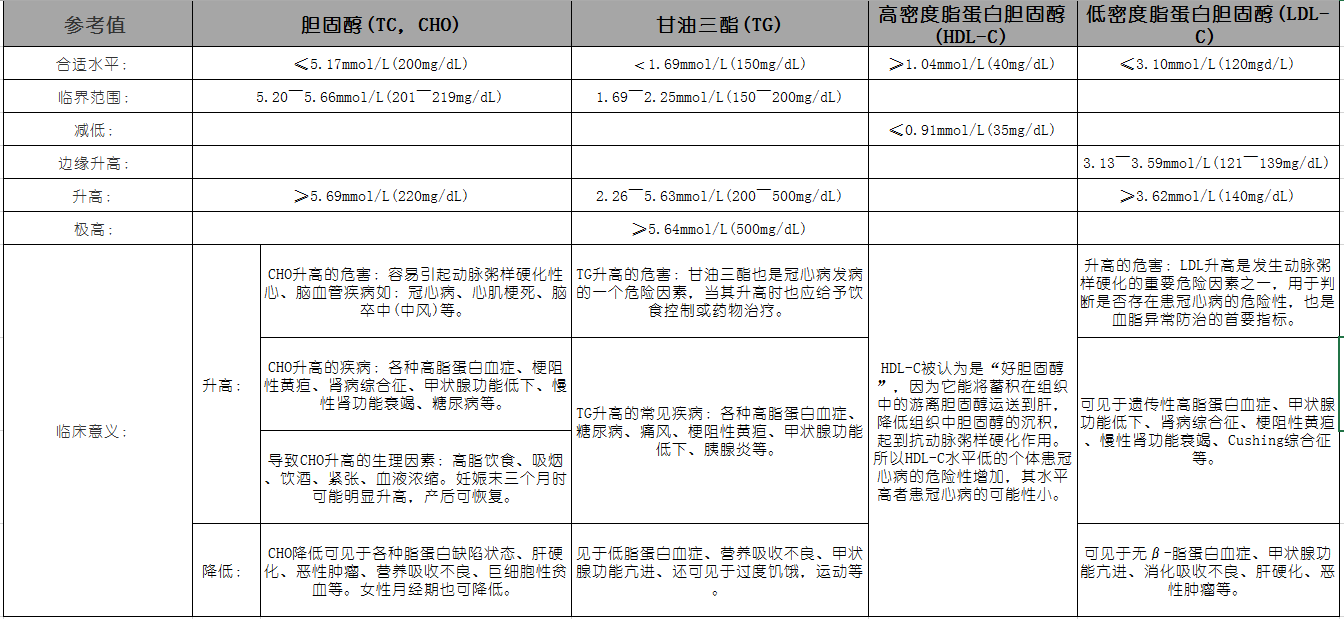 参考值
胆固醇(TC, CHO)
甘油三酯(TG)
高密度脂蛋白胆固醇
(HDL-C)
低密度脂蛋白胆固醇(LDL-
C)
合适水平:
≤5.17mmol/L(200mg/dL)
<1.69mmol/L(150mg/dL)
≥1.04mmol/L(40mg/dL)
≤3.10mmol/L(120mgd/L)
临界范围:
5.20―5.66mmol/L(201―219mg/dL)
1.69―2.25mmol/L(150―200mg/dL)
减低:
≤0.91mmol/L(35mg/dL)
边缘升高:
3.13―3.59mmol/L(121―139mg/dL)
升高:
≥5.69mmol/L(220mg/dL)
2.26―5.63mmol/L(200―500mg/dL)
≥3.62mmol/L(140mg/dL)
极高:
≥5.64mmol/L(500mg/dL)
临床意义:
升高:
CHO升高的危害: 容易引起动脉粥样硬化性
心、脑血管疾病如: 冠心病、心肌梗死、脑
卒中(中风)等。
TG升高的危害: 甘油三酯也是冠心病发病
的一个危险因素, 当其升高时也应给予饮
食控制或药物治疗。
HDL-C被认为是“好胆固醇
”, 因为它能将蓄积在组织
中的游离胆固醇运送到肝,
降低组织中胆固醇的沉积,
起到抗动脉粥样硬化作用。
所以HDL-C水平低的个体患冠
心病的危险性增加, 其水平
高者患冠心病的可能性小。
升高的危害: LDL升高是发生动脉粥
样硬化的重要危险因素之一, 用于判
断是否存在患冠心病的危险性, 也是
血脂异常防治的首要指标。
CHO升高的疾病: 各种高脂蛋白血症、梗阻
性黄疸、肾病综合征、甲状腺功能低下、慢
性肾功能衰竭、糖尿病等。
TG升高的常见疾病: 各种高脂蛋白血症、
糖尿病、痛风、梗阻性黄疸、甲状腺功能
低下、胰腺炎等。
可见于遗传性高脂蛋白血症、甲状腺
功能低下、肾病综合征、梗阻性黄疸
、慢性肾功能衰竭、Cushing综合征
等。
导致CHO升高的生理因素: 高脂饮食、吸烟
、饮酒、紧张、血液浓缩。妊娠末三个月时
可能明显升高, 产后可恢复。
降低:
CHO降低可见于各种脂蛋白缺陷状态、肝硬
化、恶性肿瘤、营养吸收不良、巨细胞性贫
血等。女性月经期也可降低。
见于低脂蛋白血症、营养吸收不良、甲状
腺功能亢进、还可见于过度饥饿, 运动等
。
可见于无β-脂蛋白血症、甲状腺功
能亢进、消化吸收不良、肝硬化、恶
性肿瘤等。